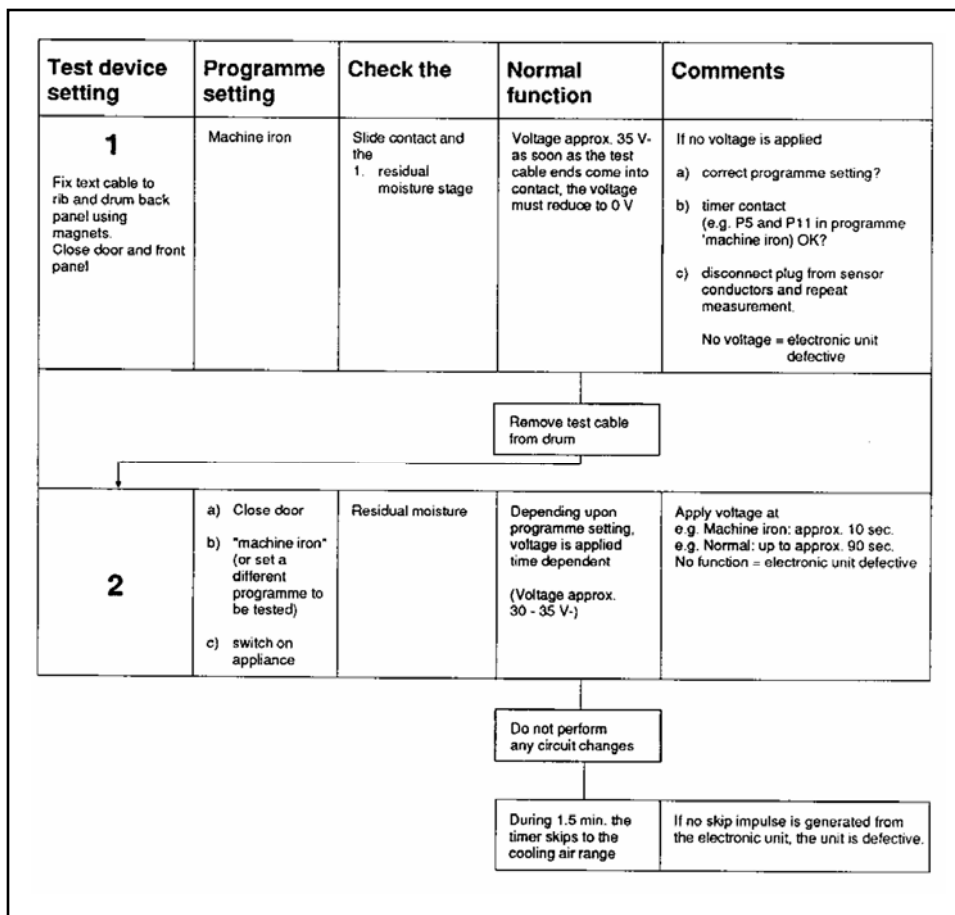 Test device
setting
Programme
setting
Check the
Normal
function
Comments
1
Fix text cable to
rib and drum back
panel using
magnets.
Close door and front
panel
Machine iron
Slide contact and
the
1. residual
moisture stage
Voltage approx. 35 V-
as soon as the test
cable ends come into
contact, the voltage
must reduce to 0 V
If no voltage is applied
a) correct programme setting?
b) timer contact
(e.g. P5 and P11 in programme
'machine iron) OK?
c) disconnect plug from sensor
conductors and repeat
measurement.
No voltage = electronic unit
defective
Remove test cable
from drum
2
a) Close door
b) "machine iron"
(or set a
different
programme to
be tested)
c) switch on
appliance
Residual moisture
Depending upon
programme setting,
voltage is applied
time dependent
(Voltage approx.
30 - 35 V-)
Apply voltage at
e.g. Machine iron: approx. 10 sec.
e.g. Normal: up to approx. 90 sec.
No function = electronic unit defective
Do not perform
any circuit changes
During 1.5 min. the
timer skips to the
cooling air range
If no skip impulse is generated from
the electronic unit, the unit is defective.